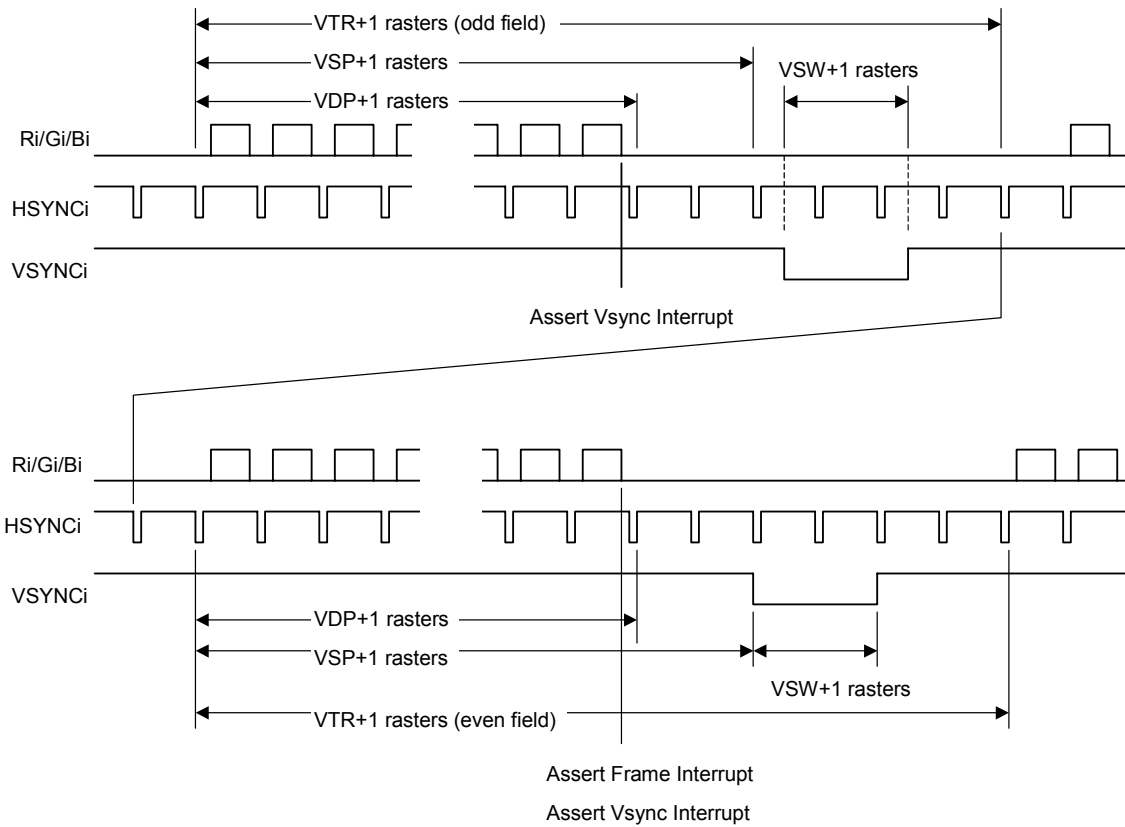 VTR+1 rasters (odd field)
VSP+1 rasters
VSW+1 rasters
VDP+1 rasters
Ri/Gi/Bi
HSYNCi
VSYNCi
Assert Vsync Interrupt
Ri/Gi/Bi
HSYNCi
VSYNCi
VDP+1 rasters
VSP+1 rasters
VSW+1 rasters
VTR+1 rasters (even field)
Assert Frame Interrupt
Assert Vsync Interrupt